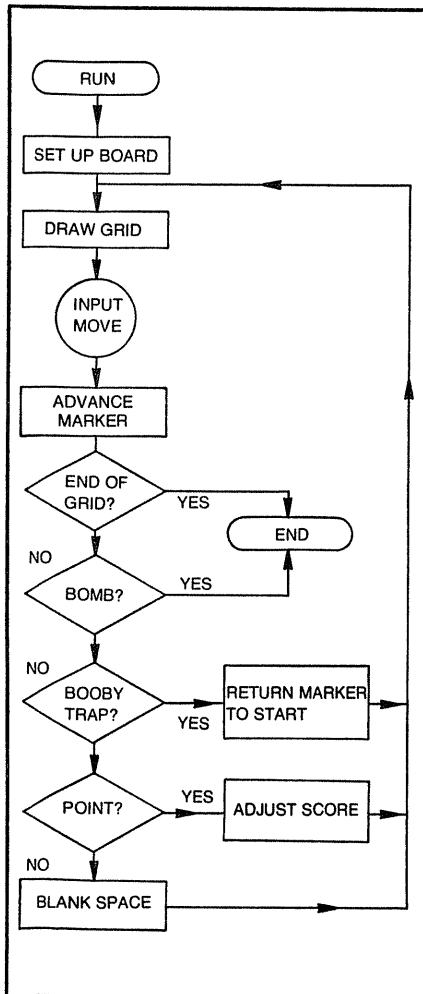 RUN
SET UP BOARD
DRAW GRID
INPUT
MOVE
ADVANCE
MARKER
END OF
GRID?
YES
END
NO
BOMB?
YES
NO
BOOBY
TRAP?
YES
RETURN MARKER
TO START
POINT?
YES
ADJUST SCORE
NO
BLANK SPACE